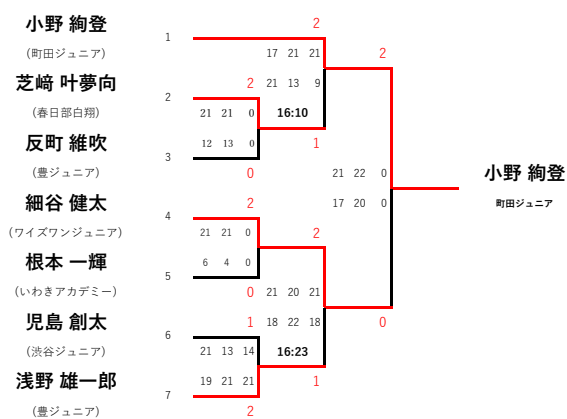 小野 絢登
(町田ジュニア)
1
2
17 21 21
21 13 9
16:10
1
2
芝﨑 叶夢向
(春日部白翔)
2
2
21 21 0
12 13 0
0
反町 維吹
(豊ジュニア)
3
21 22 0
17 20 0
小野 絢登
町田ジュニア
細谷 健太
(ワイズワンジュニア)
4
2
21 21 0
6 4 0
0
2
根本 一輝
(いわきアカデミー)
5
21 20 21
18 22 18
16:23
1
0
児島 創太
(渋谷ジュニア)
6
1
21 13 14
19 21 21
2
浅野 雄一郎
(豊ジュニア)
7